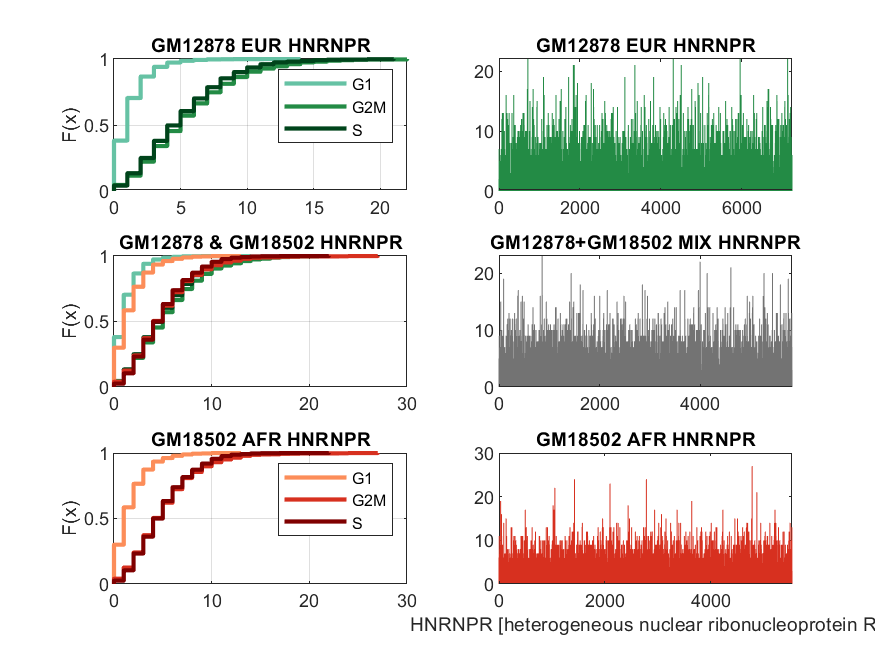 GM12878 EUR HNRNPR
F(x)
1
0.5
0
0 5 10 15 20
G1
G2M
S
GM12878 EUR HNRNPR
20
10
0
0 2000 4000 6000
GM12878 & GM18502 HNRNPR
F(x)
1
0.5
0
0 10 20 30
GM12878+GM18502 MIX HNRNPR
20
10
0
0 2000 4000
GM18502 AFR HNRNPR
F(x)
1
0.5
0
0 10 20 30
G1
G2M
S
GM18502 AFR HNRNPR
30
20
10
0
0 2000 4000
HNRNPR [heterogeneous nuclear ribonucleoprotein R